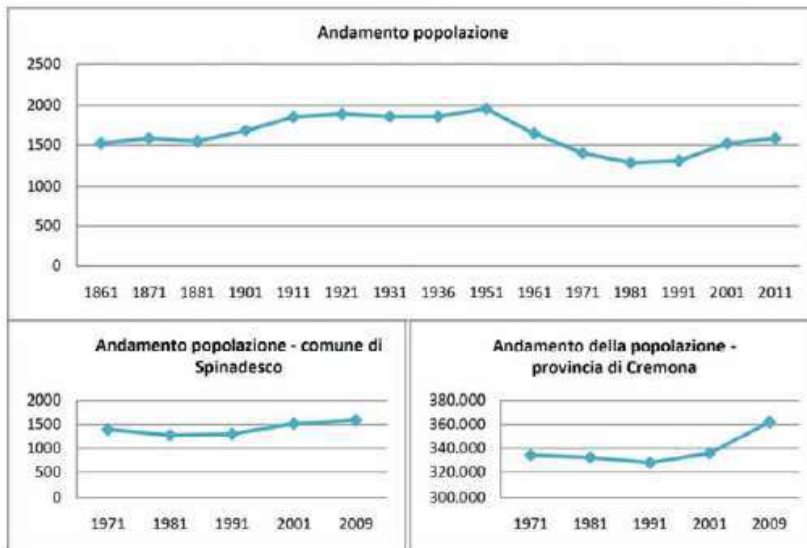 Andamento popolazione
2500
2000
1500
1000
500
0
1861 1871 1881 1901 1911 1921 1931 1936 1951 1961 1971 1981 1991 2001 2011
Andamento popolazione - comune di
Spinadesco
2000
1500
1000
500
0
1971 1981 1991 2001 2009
Andamento della popolazione -
provincia di Cremona
380.000
360.000
340.000
320.000
300.000
1971 1981 1991 2001 2009